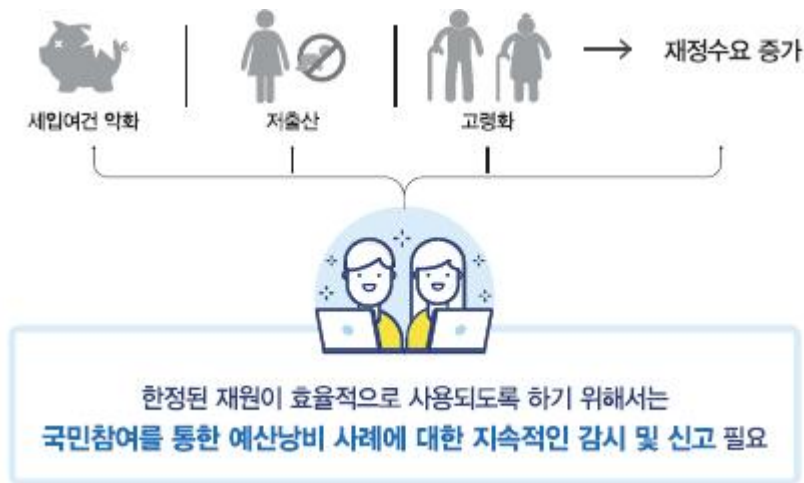 재정수요 증가
세입여건 악화
저출산
고령화
한정된 재원이 효율적으로 사용되도록 하기 위해서는
국민참여를 통한 예산낭비 사례에 대한 지속적인 감시 및 신고 필요